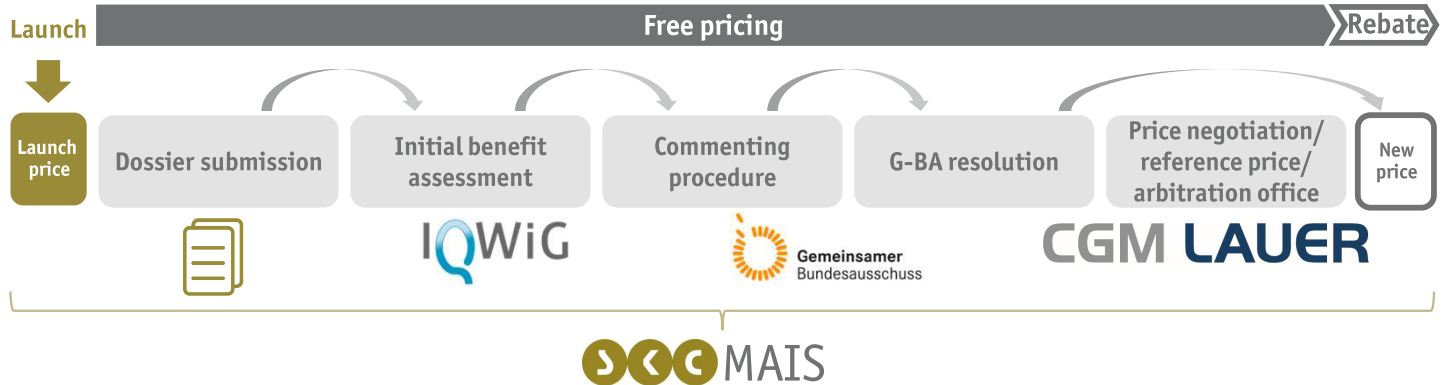 Launch
Free pricing
Rebate
Launch
price
Dossier submission
Initial benefit
assessment
Commenting
procedure
G-BA resolution
Price negotiation/
reference price/
arbitration office
New
price
IQWiG
Gemeinsamer
Bundesausschuss
CGM LAUER
SKC MAIS